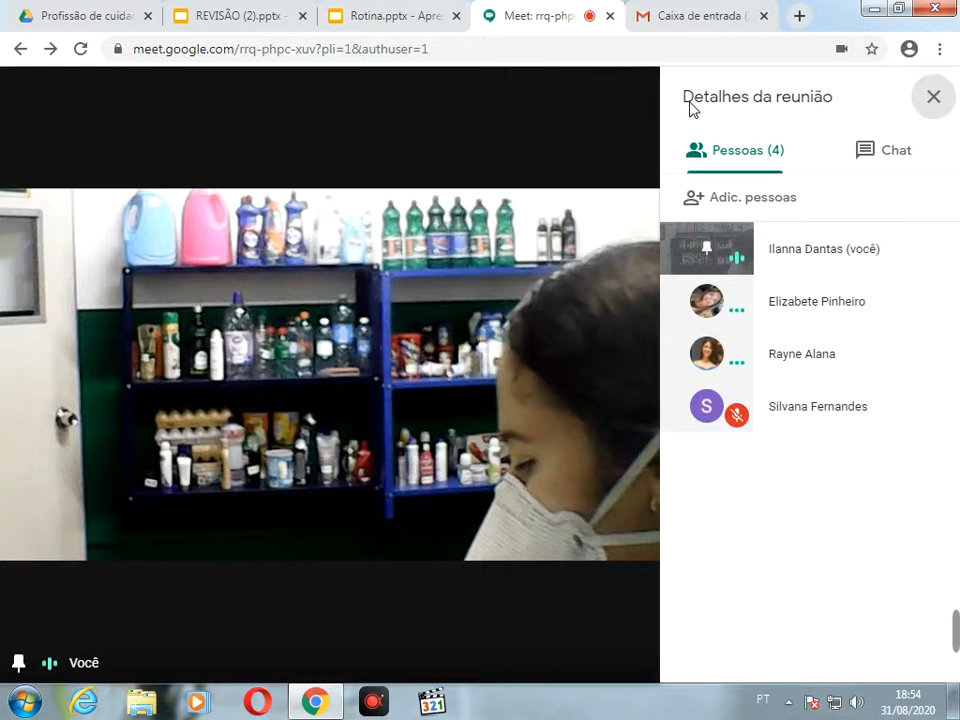 Profissão de cuida
REVISÃO (2).pptx -
Rotina.pptx - Apre
Meet: rrq-php
Caixa de entrada (
meet.google.com/rrq-phpc-xuv?pli=1&authuser=1
Detalhes da reunião
Pessoas (4)
Chat
Adic. pessoas
Ilanna Dantas (você)
Elizabete Pinheiro
Rayne Alana
S
Silvana Fernandes
Você
321
PT
18:54
31/08/2020